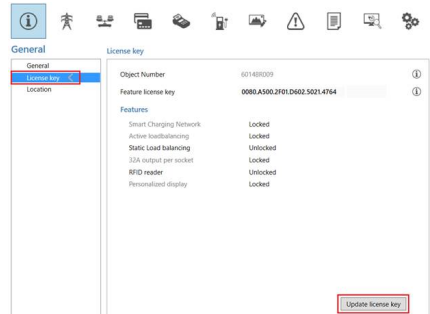 General
License key
General
License key
Location
Object Number 60148R009
Feature license key 0080.A500.2F01.D602.5021.4764
Features
Smart Charging Network Locked
Active loadbalancing Locked
Static Load balancing Unlocked
32A output per socket Locked
RFID reader Unlocked
Personalized display Locked
Update license key